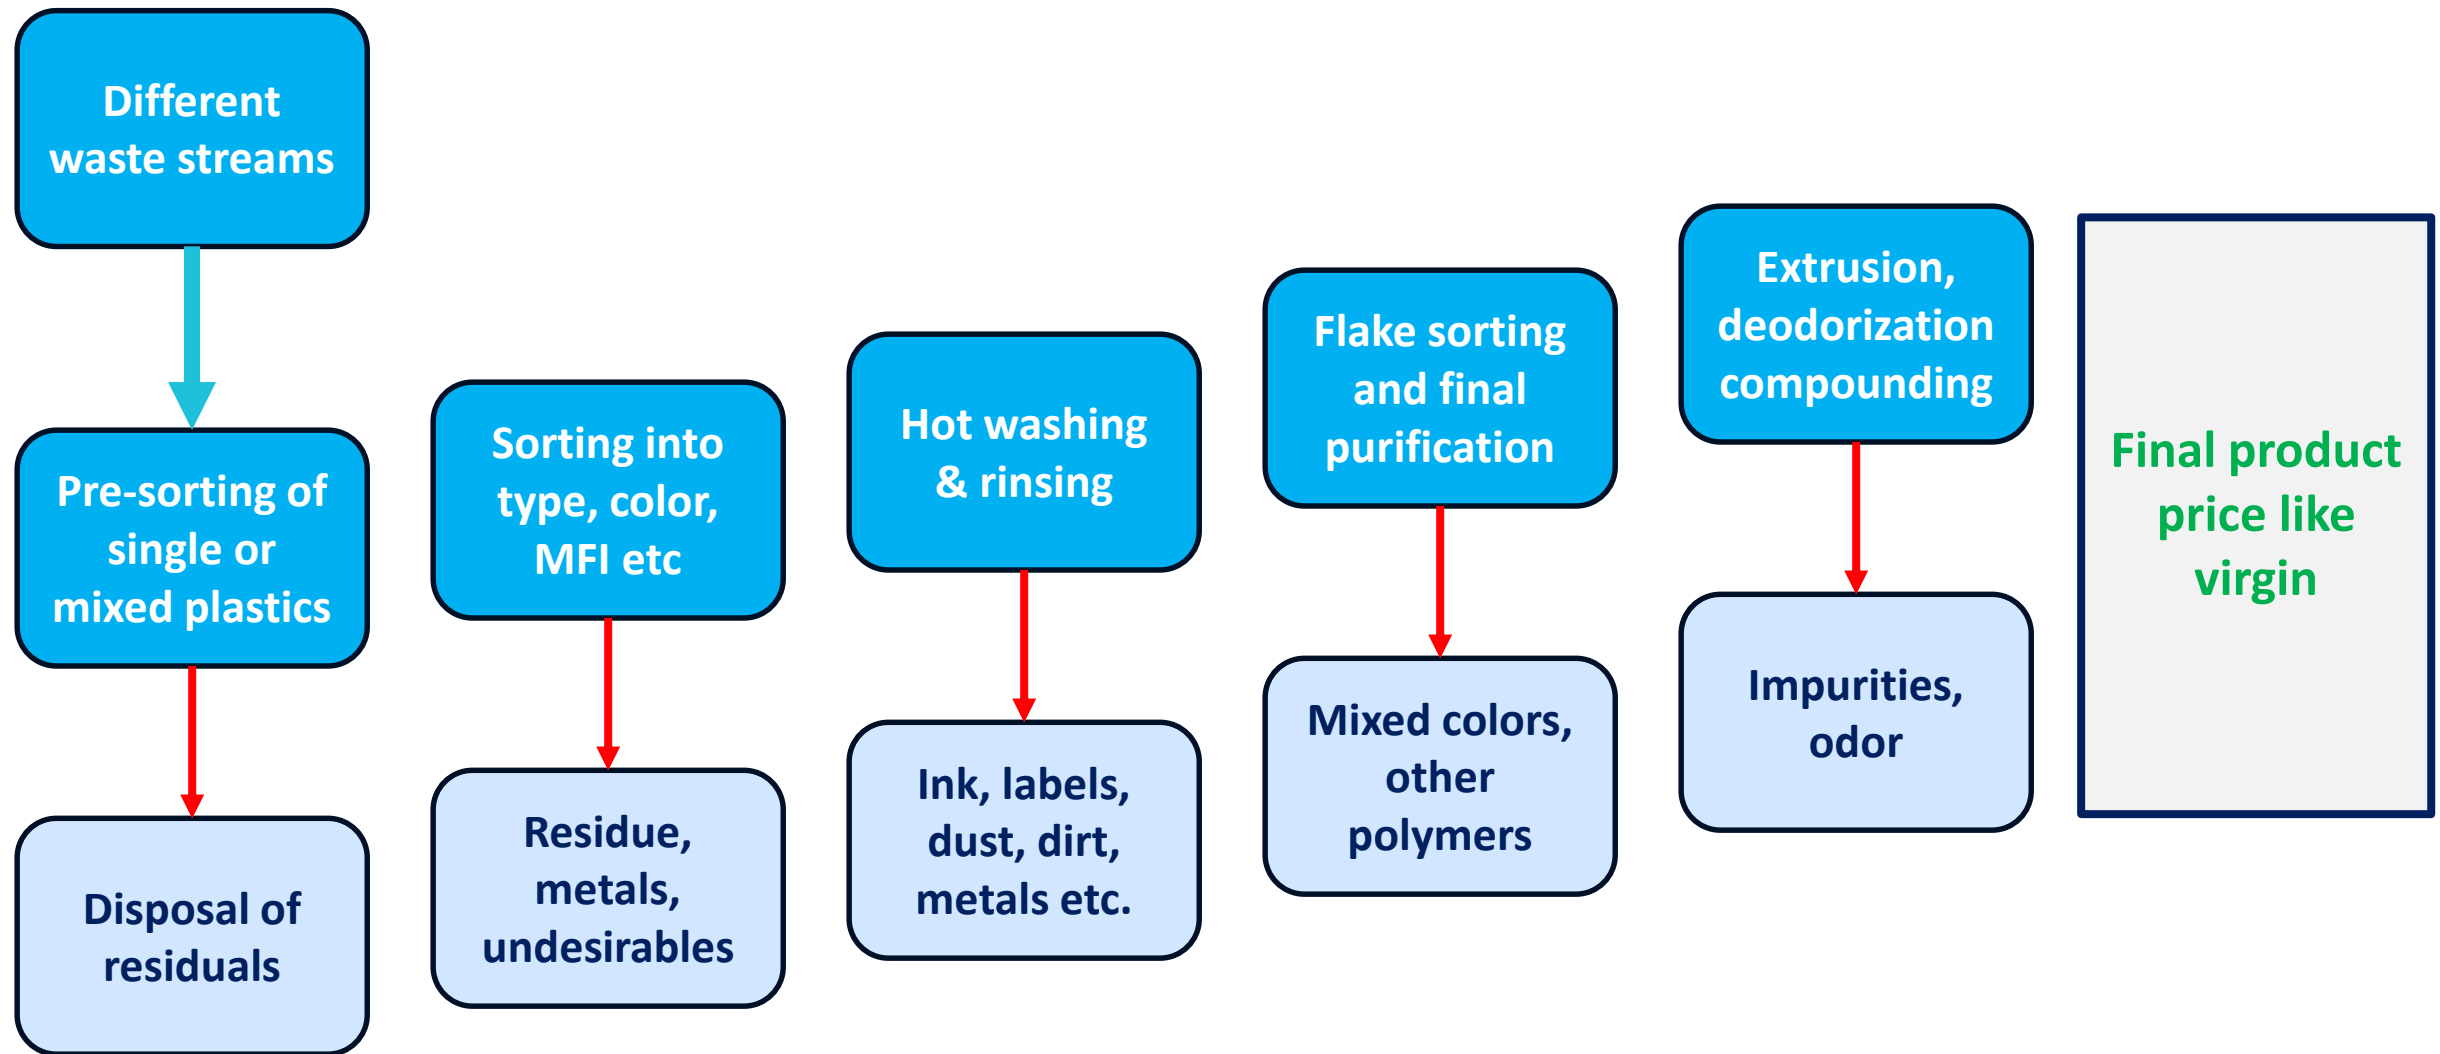 Different
waste streams
Pre-sorting of
single or
mixed plastics
Disposal of
residuals
Sorting into
type, color,
MFI etc
Residue,
metals,
undesirables
Hot washing
& rinsing
Ink, labels,
dust, dirt,
metals etc.
Flake sorting
and final
purification
Mixed colors,
other
polymers
Extrusion,
deodorization
compounding
Impurities,
odor
Final product
price like
virgin